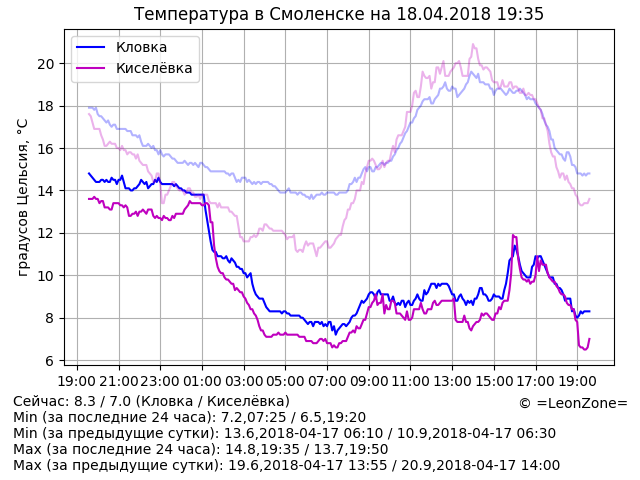 Температура в Смоленске на 18.04.2018 19:35
Кловка
Киселёвка
градусов Цельсия, °C
20
18
16
14
12
10
8
6
19:00 21:00 23:00 01:00 03:00 05:00 07:00 09:00 11:00 13:00 15:00 17:00 19:00
Сейчас: 8.3 / 7.0 (Кловка / Киселёвка)
© =LeonZone=
Min (за последние 24 часа): 7.2,07:25 / 6.5,19:20
Min (за предыдущие сутки): 13.6,2018-04-17 06:10 / 10.9,2018-04-17 06:30
Max (за последние 24 часа): 14.8,19:35 / 13.7,19:50
Max (за предыдущие сутки): 19.6,2018-04-17 13:55 / 20.9,2018-04-17 14:00